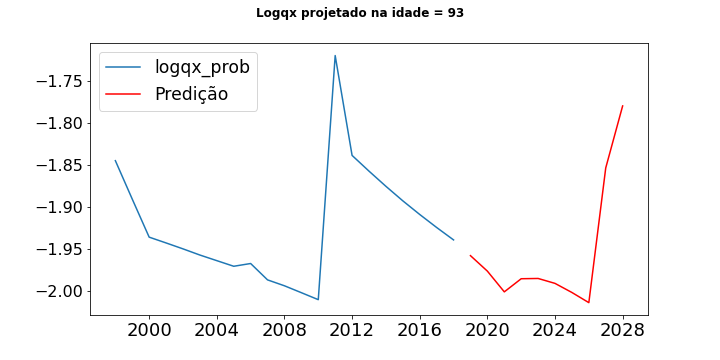 Logqx projetado na idade = 93
logqx_prob
Predição
−1.75
−1.80
−1.85
−1.90
−1.95
−2.00
2000 2004 2008 2012 2016 2020 2024 2028